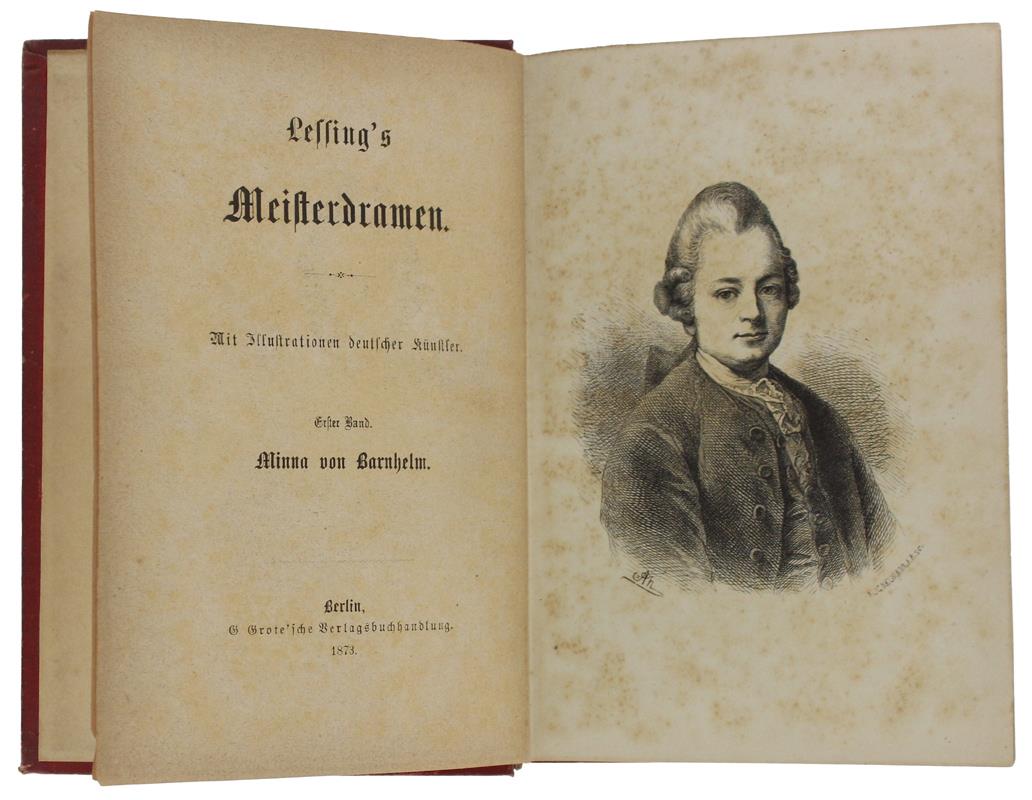 Leſſing's
Meiſterdramen.
Mit Illuſtrationen deutſcher Künſtler.
Erſter Band.
Minna von Barnhelm.
Berlin,
G Grote'ſche Verlagsbuchhandlung.
1873.